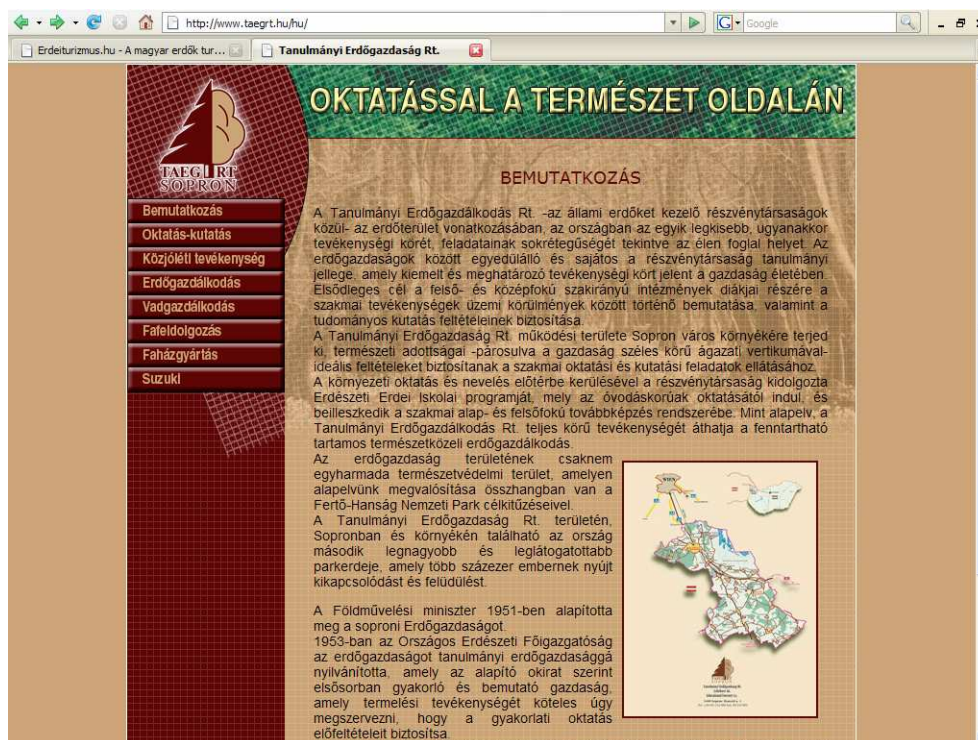 http://www.taegrt.hu/hu/
Google
Erdeiturizmus.hu - A magyar erdők tur...
Tanulmányi Erdőgazdaság Rt.
OKTATÁSSAL A TERMÉSZET OLDALÁN
TAEG RT
SOPRON
Bemutatkozás
Oktatás-kutatás
Közjóléti tevékenység
Erdőgazdálkodás
Vadgazdálkodás
Fafeldolgozás
Faházgyártás
Suzuki
BEMUTATKOZÁS
A Tanulmányi Erdőgazdálkodás Rt. -az állami erdőket kezelő részvénytársaságok
közül- az erdőterület vonatkozásában, az országban az egyik legkisebb, ugyanakkor
tevékenységi körét, feladatainak sokrétegűségét tekintve az élen foglal helyet. Az
erdőgazdaságok között egyedülálló és sajátos a részvénytársaság tanulmányi
jellege, amely kiemelt és meghatározó tevékenységi kört jelent a gazdaság életében.
Elsődleges cél a felső- és középfokú szakirányú intézmények diákjai részére a
szakmai tevékenységek üzemi körülmények között történő bemutatása, valamint a
tudományos kutatás feltételeinek biztosítása.
A Tanulmányi Erdőgazdaság Rt. működési területe Sopron város környékére terjed
ki, természeti adottságai -párosulva a gazdaság széles körű ágazati vertikumával-
ideális feltételeket biztosítanak a szakmai oktatási és kutatási feladatok ellátásához.
A környezeti oktatás és nevelés előtérbe kerülésével a részvénytársaság kidolgozta
Erdészeti Erdei Iskolai programját, mely az óvodáskorúak oktatásától indul, és
beilleszkedik a szakmai alap- és felsőfokú továbbképzés rendszerébe. Mint alapelv, a
Tanulmányi Erdőgazdálkodás Rt. teljes körű tevékenységét áthatja a fenntartható
tartamos természetközeli erdőgazdálkodás.
Az erdőgazdaság területének csaknem
egyharmada természetvédelmi terület, amelyen
alapelvünk megvalósítása összhangban van a
Fertő-Hanság Nemzeti Park célkitűzéseivel.
A Tanulmányi Erdőgazdaság Rt. területén,
Sopronban és környékén található az ország
második legnagyobb és leglátogatottabb
parkerdeje, amely több százezer embernek nyújt
kikapcsolódást és felüdülést.
A Földművelési miniszter 1951-ben alapította
meg a soproni Erdőgazdaságot.
1953-ban az Országos Erdészeti Főigazgatóság
az erdőgazdaságot tanulmányi erdőgazdasággá
nyilvánította, amely az alapító okirat szerint
elsősorban gyakorló és bemutató gazdaság,
amely termelési tevékenységét köteles úgy
megszervezni, hogy a gyakorlati oktatás
előfeltételeit biztosítsa.
WIEN